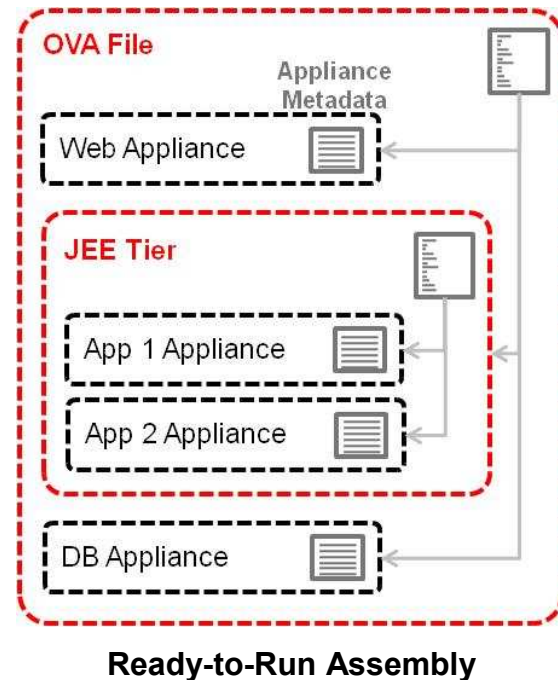 OVA File
Appliance
Metadata
Web Appliance
JEE Tier
App 1 Appliance
App 2 Appliance
DB Appliance
Ready-to-Run Assembly